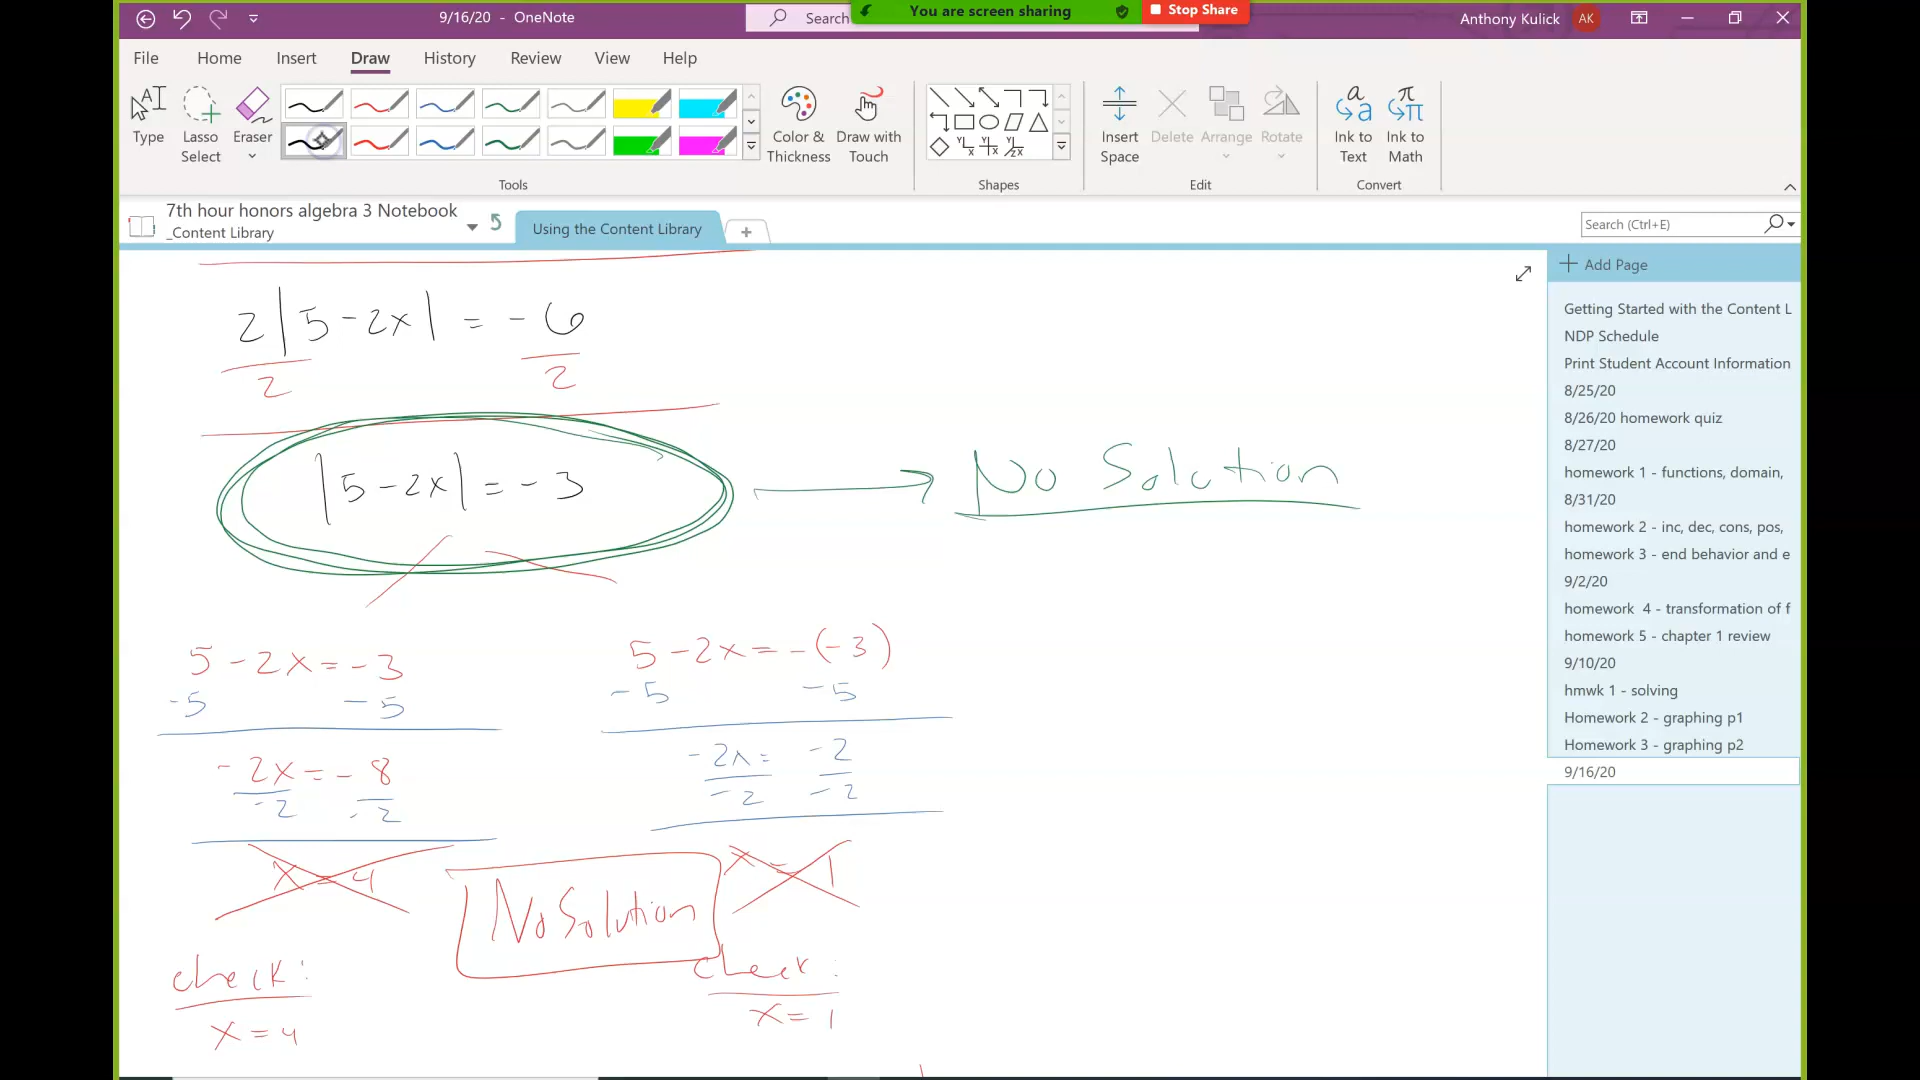 9/16/20 - OneNote
Search
You are screen sharing
Stop Share
Anthony Kulick
AK
File Home Insert Draw History Review View Help
Type
Lasso Select
Eraser
Color & Thickness
Draw with Touch
Insert Space
Delete
Arrange
Rotate
Ink to Text
Ink to Math
Tools
Shapes
Edit
Convert
7th hour honors algebra 3 Notebook
_Content Library
Using the Content Library
Search (Ctrl+E)
Add Page
Getting Started with the Content L
NDP Schedule
Print Student Account Information
8/25/20
8/26/20 homework quiz
8/27/20
homework 1 - functions, domain,
8/31/20
homework 2 - inc, dec, cons, pos,
homework 3 - end behavior and e
9/2/20
homework 4 - transformation of f
homework 5 - chapter 1 review
9/10/20
hmwk 1 - solving
Homework 2 - graphing p1
Homework 3 - graphing p2
9/16/20
2|5-2x| = -6
2 2
|5-2x| = -3
No Solution
5-2x=-3
-5 -5
-2x=-8
-2 -2
x=4
5-2x=-(-3)
-5 -5
-2x= -2
-2 -2
x=1
No Solution
check:
x=4
check:
x=1